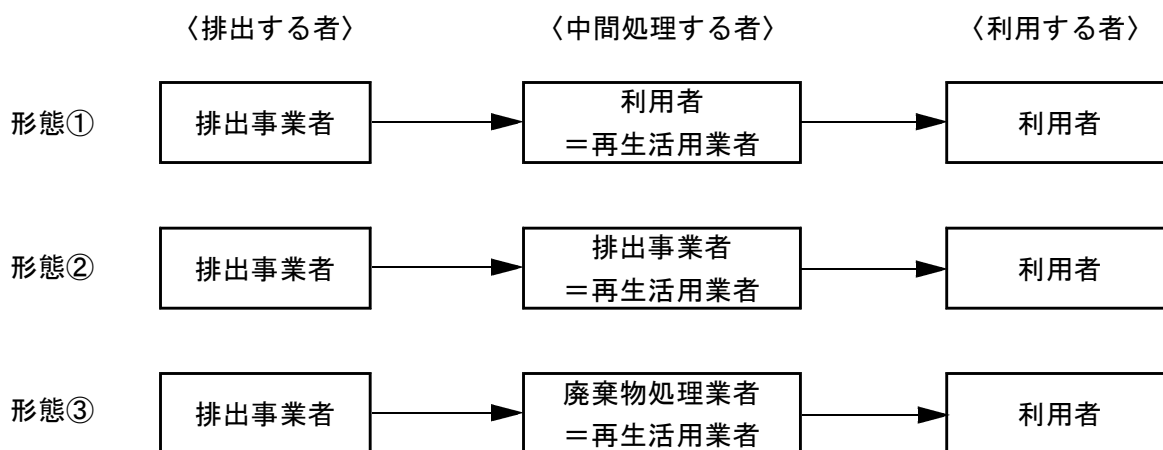 〈排出する者〉
〈中間処理する者〉
〈利用する者〉
形態①
排出事業者
利用者
＝再生活用業者
利用者
形態②
排出事業者
排出事業者
＝再生活用業者
利用者
形態③
排出事業者
廃棄物処理業者
＝再生活用業者
利用者